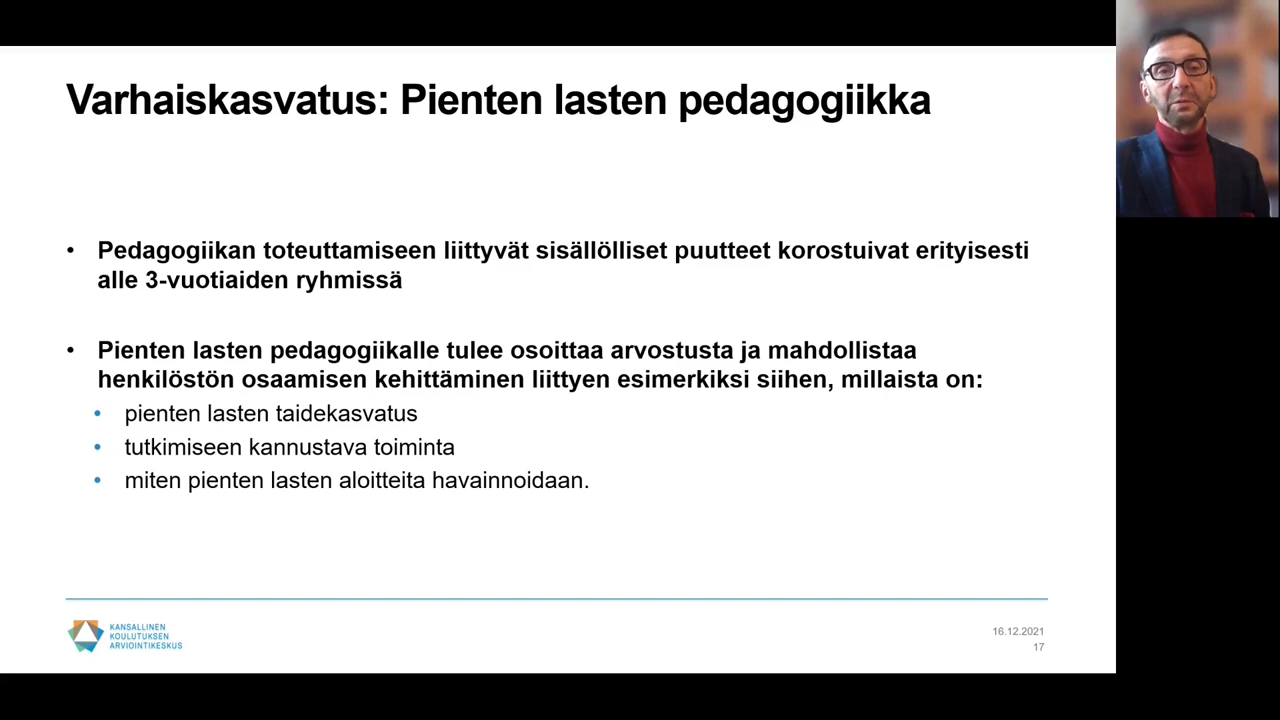 Varhaiskasvatus: Pienten lasten pedagogiikka
• Pedagogiikan toteuttamiseen liittyvät sisällölliset puutteet korostuivat erityisesti
alle 3-vuotiaiden ryhmissä
• Pienten lasten pedagogiikalle tulee osoittaa arvostusta ja mahdollistaa
henkilöstön osaamisen kehittäminen liittyen esimerkiksi siihen, millaista on:
• pienten lasten taidekasvatus
• tutkimiseen kannustava toiminta
• miten pienten lasten aloitteita havainnoidaan.
KANSALLINEN
KOULUTUKSEN
ARVIOINTIKESKUS
16.12.2021
17